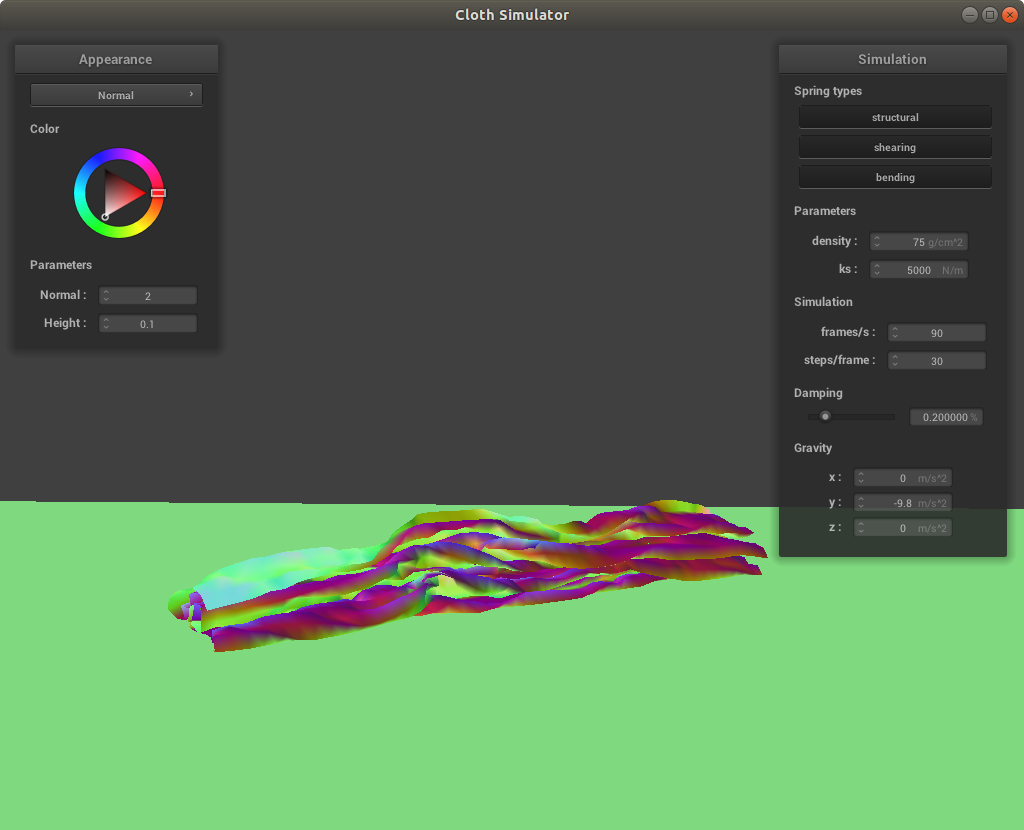 Cloth Simulator
Appearance
Normal
Color
Parameters
Normal :
2
Height :
0.1
Simulation
Spring types
structural
shearing
bending
Parameters
density :
75 g/cm^2
ks :
5000 N/m
Simulation
frames/s :
90
steps/frame :
30
Damping
0.200000 %
Gravity
x :
0 m/s^2
y :
-9.8 m/s^2
z :
0 m/s^2